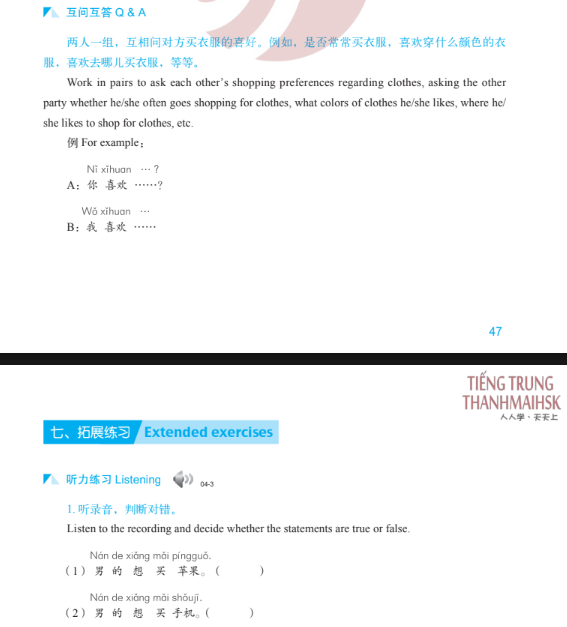 互问互答 Q & A
两人一组，互相问对方买衣服的喜好。例如，是否常常买衣服，喜欢穿什么颜色的衣
服，喜欢去哪儿买衣服，等等。
Work in pairs to ask each other's shopping preferences regarding clothes, asking the other
party whether he/she often goes shopping for clothes, what colors of clothes he/she likes, where he/
she likes to shop for clothes, etc.
例 For example：
Nǐ xǐhuan … ?
A：你 喜欢 ……?
Wǒ xǐhuan …
B：我 喜欢 ……
47
TIẾNG TRUNG
THANHMAIHSK
人人学·天天上
七、拓展练习 Extended exercises
听力练习 Listening 04-3
1. 听录音，判断对错。
Listen to the recording and decide whether the statements are true or false.
Nán de xiǎng mǎi píngguǒ.
（1）男 的 想 买 苹果。（ ）
Nán de xiǎng mǎi shǒujī.
（2）男 的 想 买 手机。（ ）